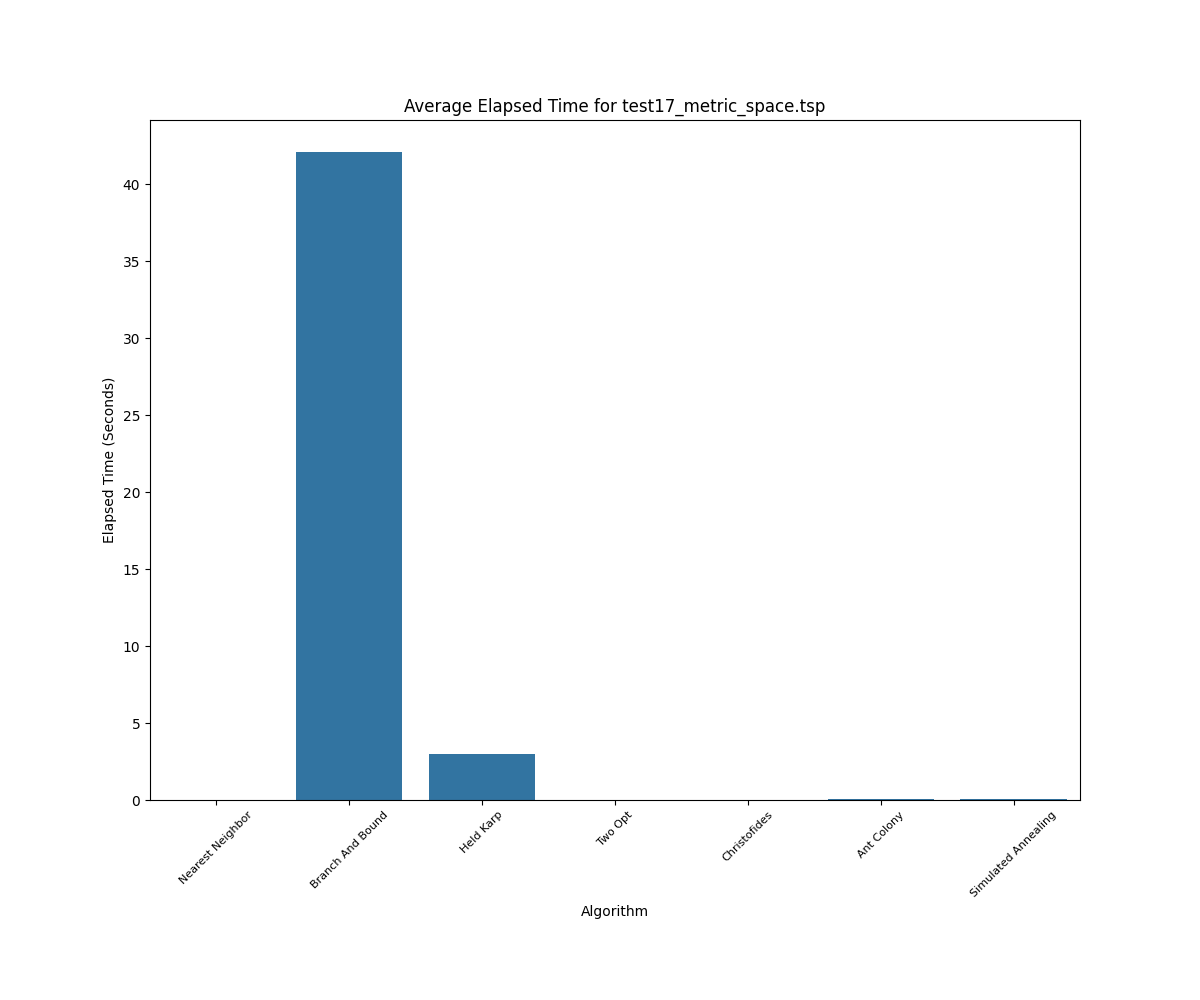 Average Elapsed Time for test17_metric_space.tsp
Elapsed Time (Seconds)
40
35
30
25
20
15
10
5
0
Nearest Neighbor
Branch And Bound
Held Karp
Two Opt
Christofides
Ant Colony
Simulated Annealing
Algorithm